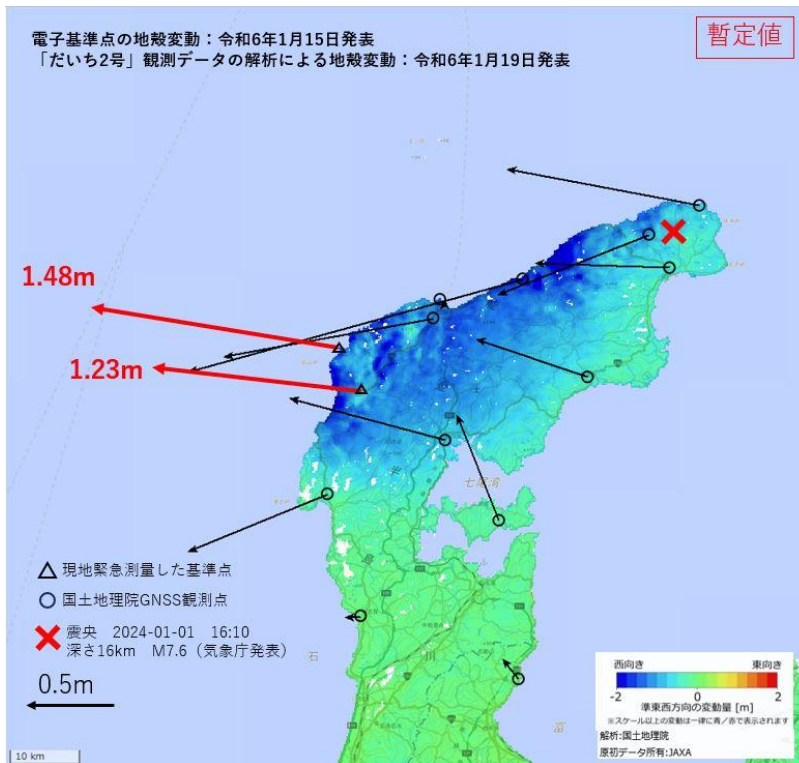 電子基準点の地殻変動：令和6年1月15日発表
「だいち2号」観測データの解析による地殻変動：令和6年1月19日発表
暫定値
1.48m
1.23m
七尾湾
△ 現地緊急測量した基準点
○ 国土地理院GNSS観測点
震央 2024-01-01 16:10
深さ16km M7.6（気象庁発表）
石
川
富
0.5m
10 km
西向き 東向き
-2 0 2
準東西方向の変動量 [m]
※スケール以上の変動は一律に青／赤で表示されます
解析:国土地理院
原初データ所有:JAXA